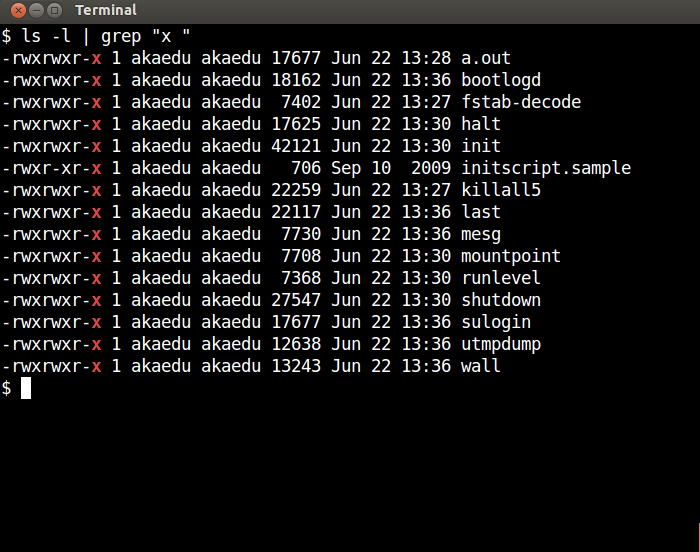 Terminal
$ ls -l | grep "x "
-rwxrwxr-x 1 akaedu akaedu 17677 Jun 22 13:28 a.out
-rwxrwxr-x 1 akaedu akaedu 18162 Jun 22 13:36 bootlogd
-rwxrwxr-x 1 akaedu akaedu  7402 Jun 22 13:27 fstab-decode
-rwxrwxr-x 1 akaedu akaedu 17625 Jun 22 13:30 halt
-rwxrwxr-x 1 akaedu akaedu 42121 Jun 22 13:30 init
-rwxr-xr-x 1 akaedu akaedu   706 Sep 10  2009 initscript.sample
-rwxrwxr-x 1 akaedu akaedu 22259 Jun 22 13:27 killall5
-rwxrwxr-x 1 akaedu akaedu 22117 Jun 22 13:36 last
-rwxrwxr-x 1 akaedu akaedu  7730 Jun 22 13:36 mesg
-rwxrwxr-x 1 akaedu akaedu  7708 Jun 22 13:30 mountpoint
-rwxrwxr-x 1 akaedu akaedu  7368 Jun 22 13:30 runlevel
-rwxrwxr-x 1 akaedu akaedu 27547 Jun 22 13:30 shutdown
-rwxrwxr-x 1 akaedu akaedu 17677 Jun 22 13:36 sulogin
-rwxrwxr-x 1 akaedu akaedu 12638 Jun 22 13:36 utmpdump
-rwxrwxr-x 1 akaedu akaedu 13243 Jun 22 13:36 wall
$